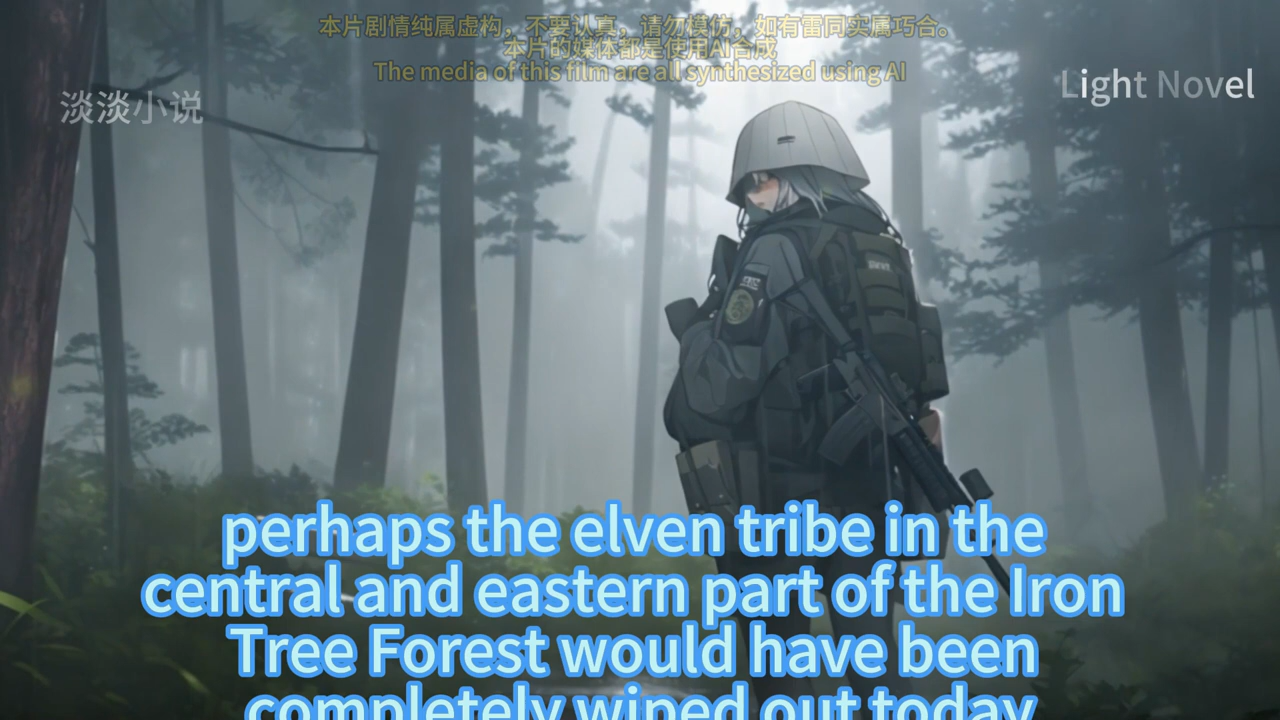 本片剧情纯属虚构，不要认真，请勿模仿，如有雷同实属巧合。
本片的媒体都是使用AI合成
The media of this film are all synthesized using AI
淡淡小说
Light Novel
perhaps the elven tribe in the
central and eastern part of the Iron
Tree Forest would have been
completely wiped out today